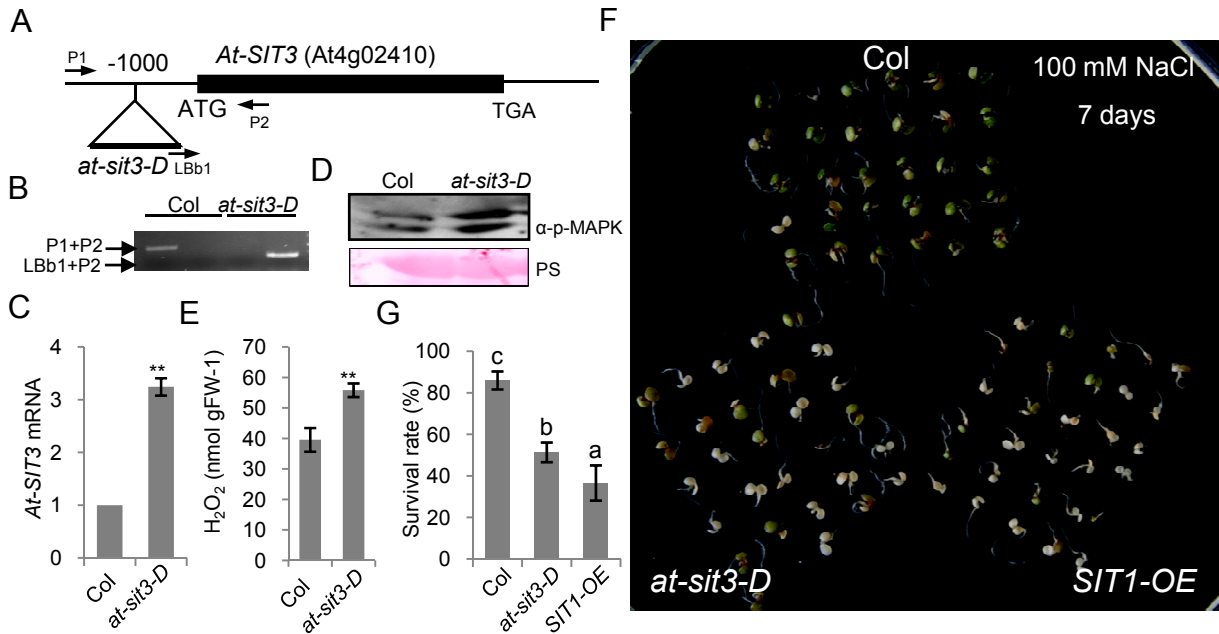 A
P1
-1000
At-SIT3 (At4g02410)
ATG
P2
TGA
at-sit3-D
LBb1
B
Col at-sit3-D
P1+P2
LBb1+P2
D
Col at-sit3-D
α-p-MAPK
PS
C
At-SIT3 mRNA
4
3
2
1
0
**
Col
at-sit3-D
E
H₂O₂ (nmol gFW-1)
70
60
50
40
30
20
10
0
**
Col
at-sit3-D
G
Survival rate (%)
100
80
60
40
20
0
c
b
a
Col
at-sit3-D
SIT1-OE
F
Col
100 mM NaCl
7 days
at-sit3-D
SIT1-OE